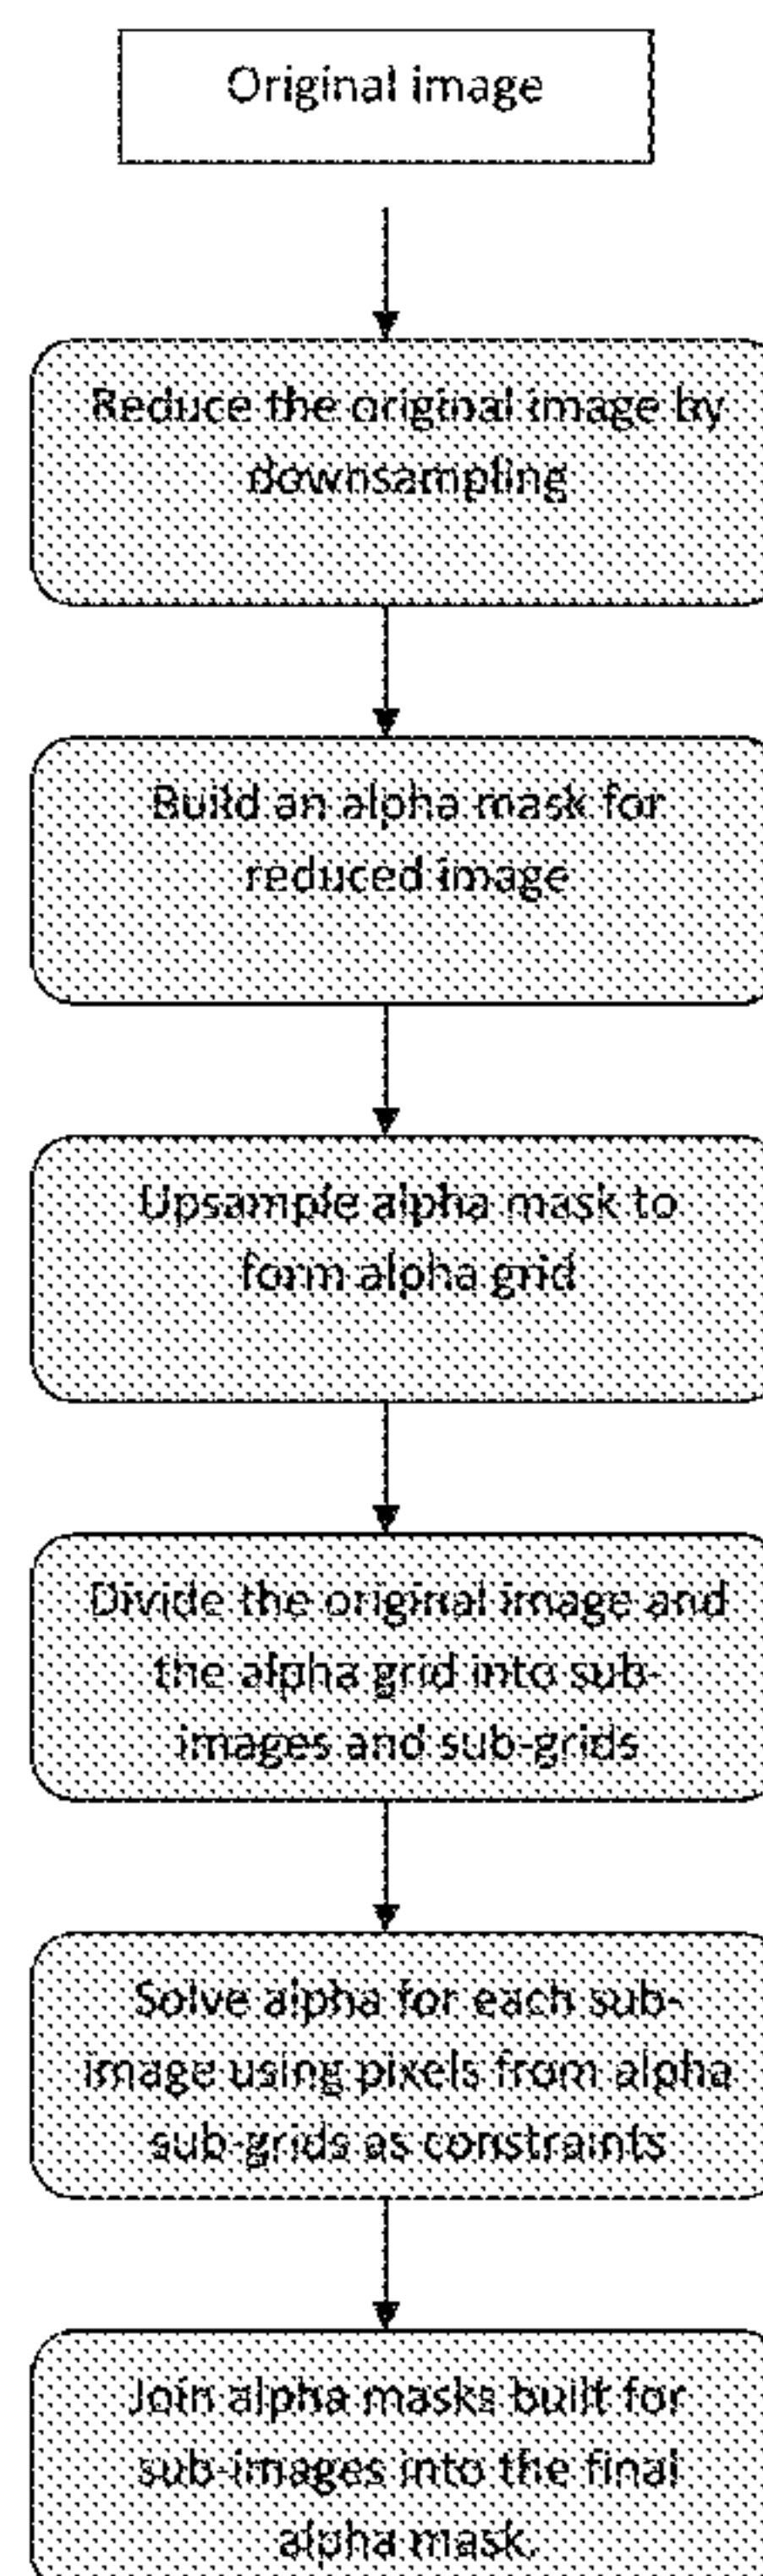 Original image
Reduce the original image by
downsampling
Build an alpha mask for
reduced image
Upsample alpha mask to
form alpha grid
Divide the original image and
the alpha grid into sub-
images and sub-grids
Solve alpha for each sub-
image using pixels from alpha
sub-grids as constraints
Join alpha masks built for
sub-images into the final
alpha mask.